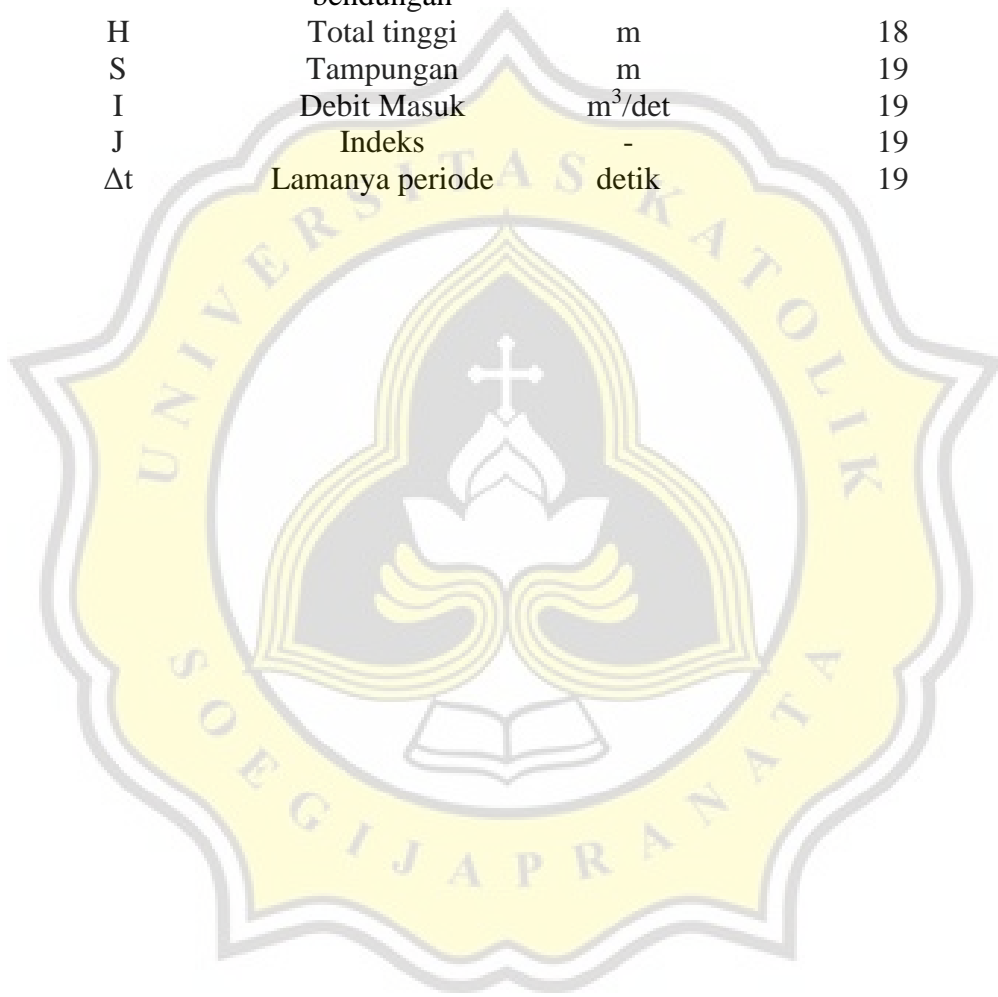 bendungan
H Total tinggi m 18
S Tampungan m 19
I Debit Masuk m³/det 19
J Indeks - 19
Δt Lamanya periode detik 19
UNIVERSITAS KATOLIK
SOEGIJAPRANATA